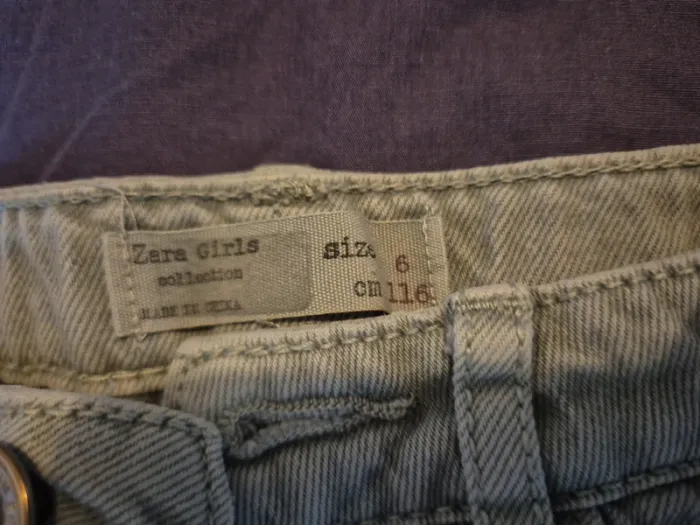 Zara Girls
collection
MADE IN CHINA
size 6
cm 116